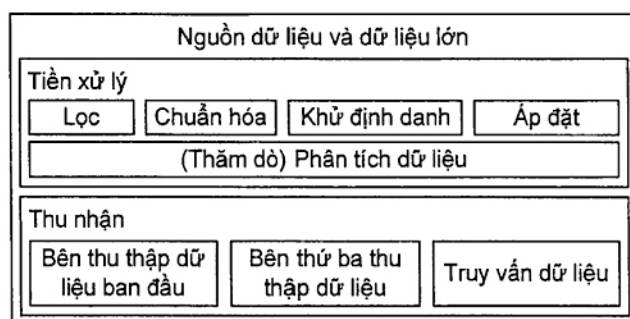 Nguồn dữ liệu và dữ liệu lớn
Tiền xử lý
Lọc
Chuẩn hóa
Khử định danh
Áp đặt
(Thăm dò) Phân tích dữ liệu
Thu nhận
Bên thu thập dữ
liệu ban đầu
Bên thứ ba thu
thập dữ liệu
Truy vấn dữ liệu